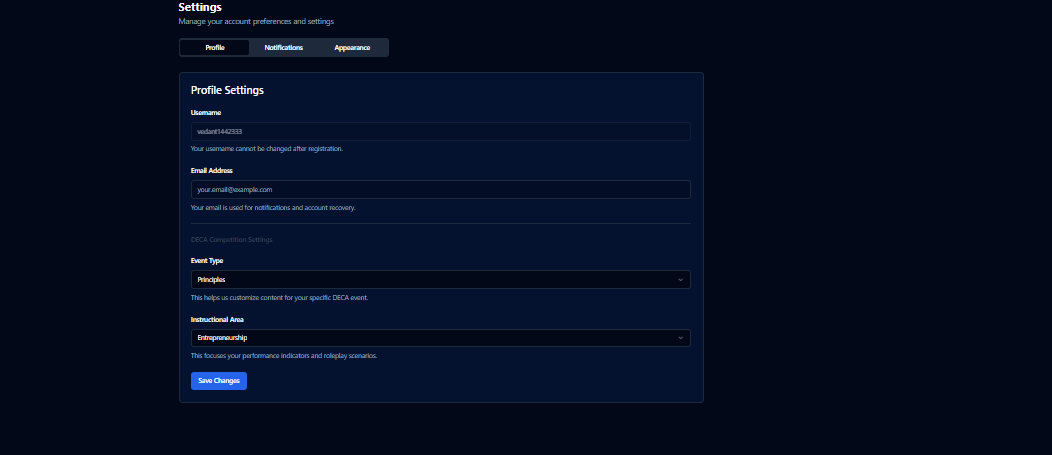 Settings
Manage your account preferences and settings
Profile Notifications Appearance
Profile Settings
Username
vedant1442333
Your username cannot be changed after registration.
Email Address
your.email@example.com
Your email is used for notifications and account recovery.
DECA Competition Settings
Event Type
Principles
This helps us customize content for your specific DECA event.
Instructional Area
Entrepreneurship
This focuses your performance indicators and roleplay scenarios.
Save Changes